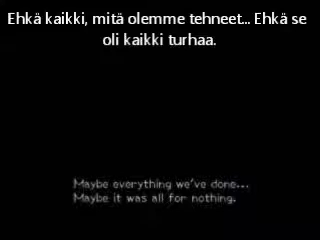 Ehkä kaikki, mitä olemme tehneet... Ehkä se
oli kaikki turhaa.
Maybe everything we've done...
Maybe it was all for nothing.